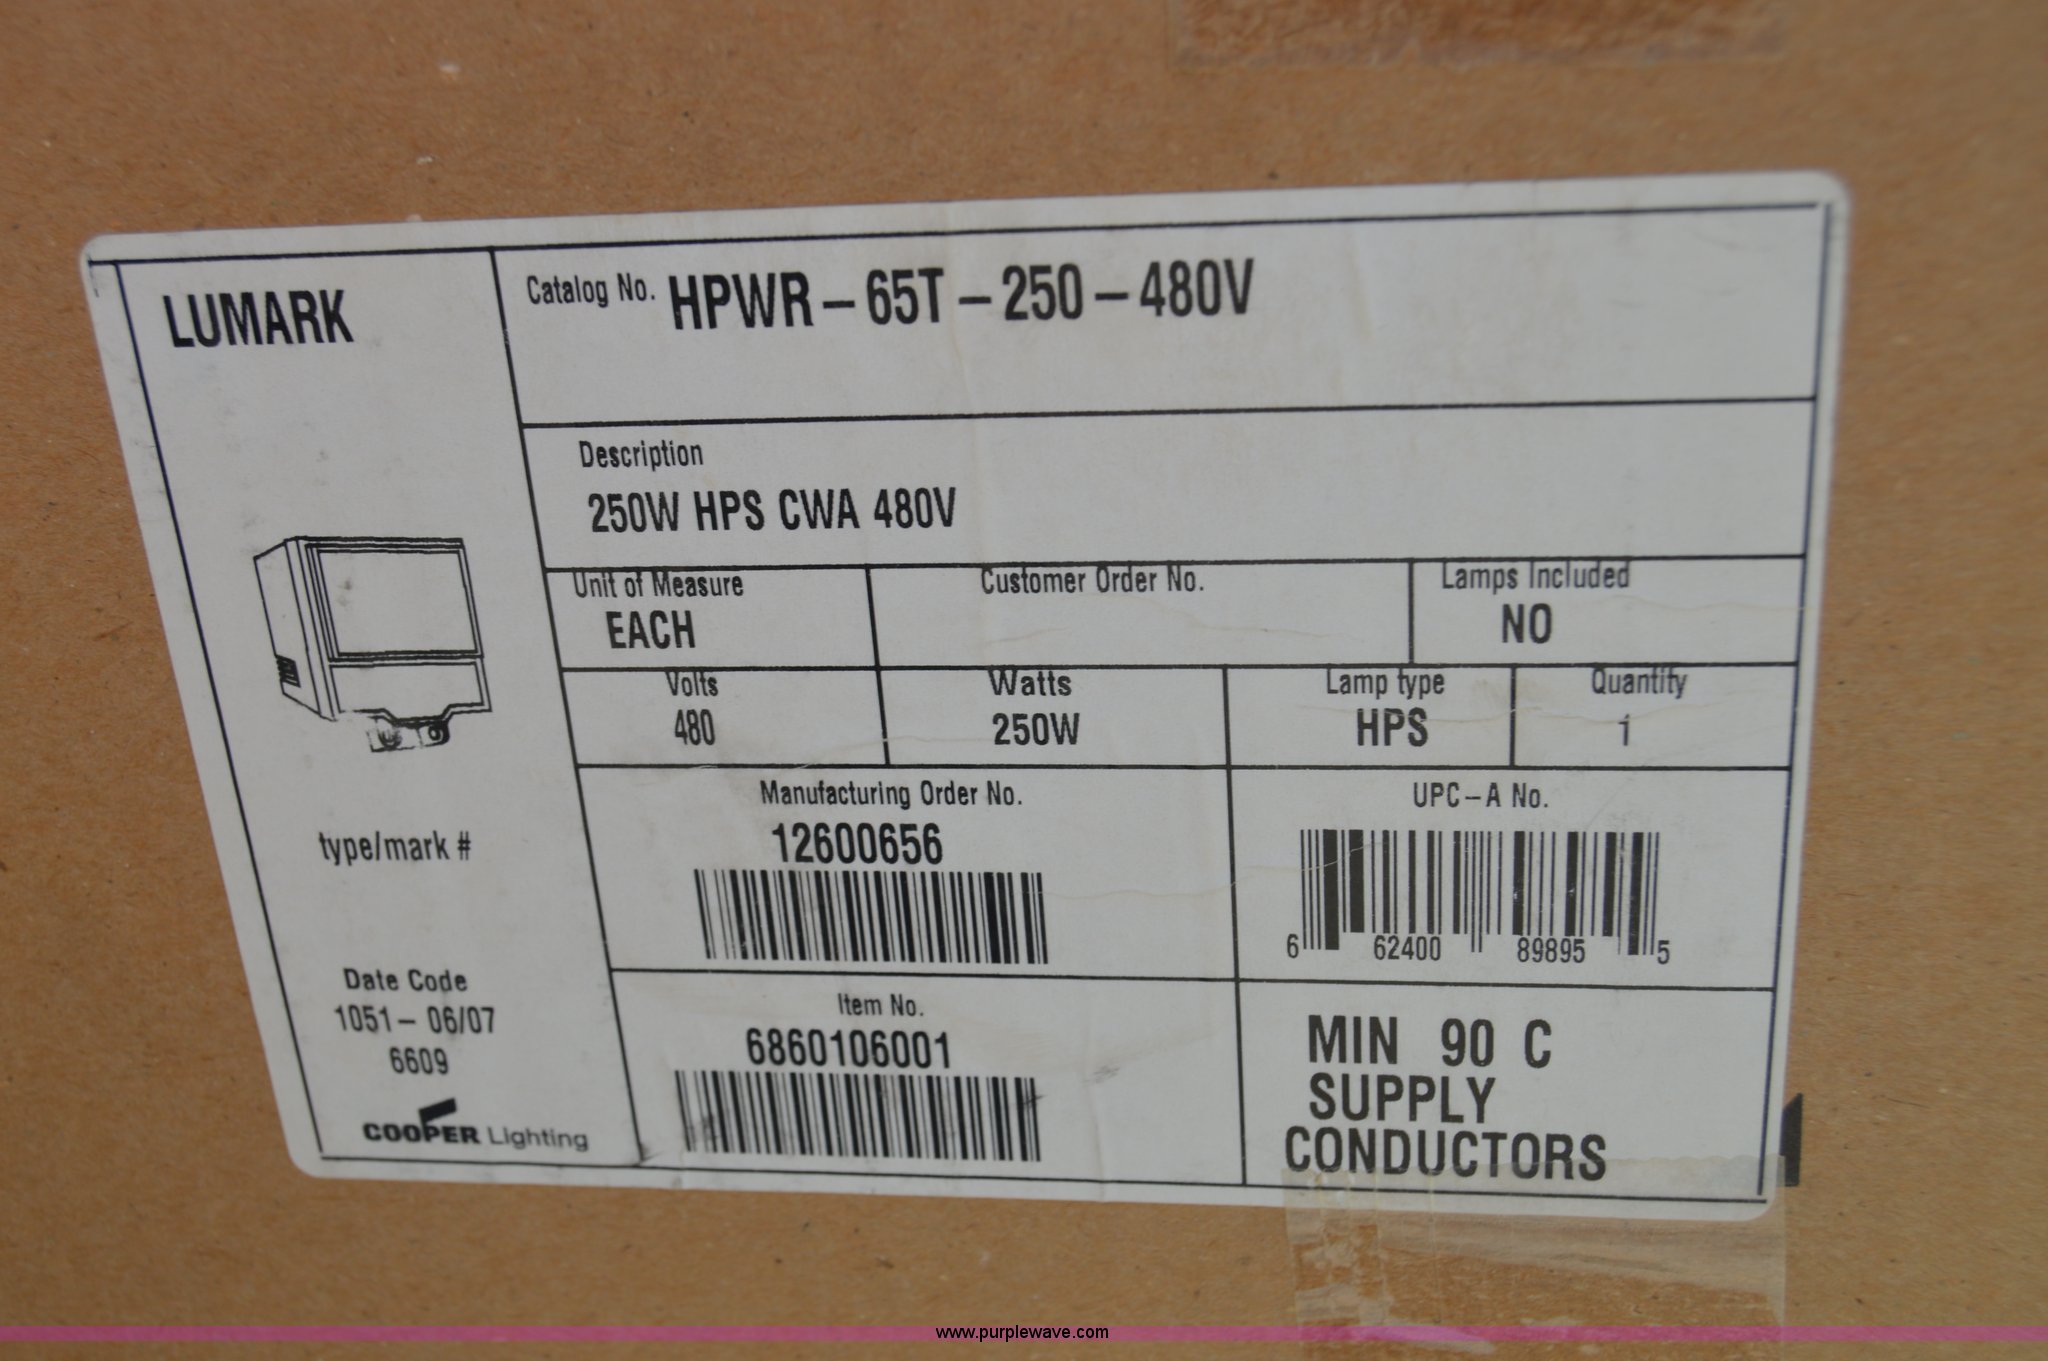 LUMARK
Catalog No. HPWR-65T-250-480V
Description
250W HPS CWA 480V
Unit of Measure
EACH
Customer Order No.
Lamps Included
NO
Volts
480
Watts
250W
Lamp type
HPS
Quantity
1
Manufacturing Order No.
12600656
UPC-A No.
6 62400 89895 5
type/mark #
Date Code
1051- 06/07
6609
COOPER Lighting
Item No.
6860106001
MIN 90 C
SUPPLY
CONDUCTORS
www.purplewave.com